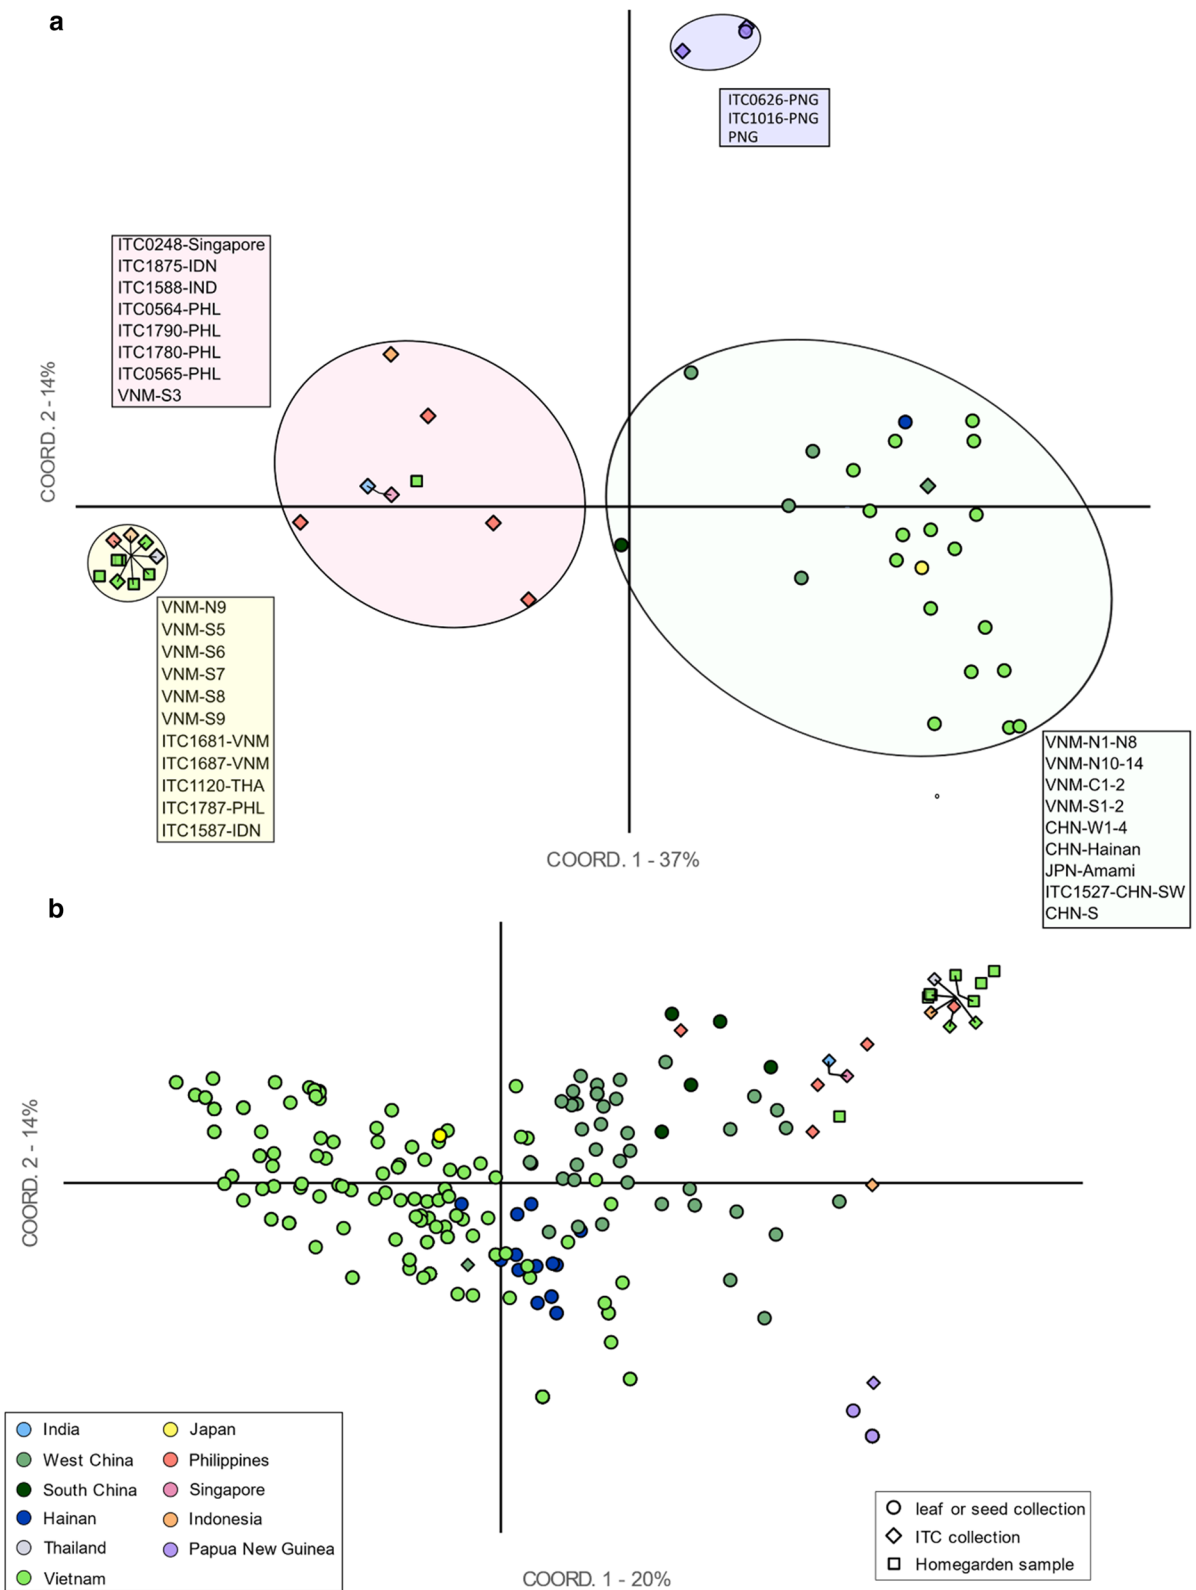 a
ITC0626-PNG
ITC1016-PNG
PNG
ITC0248-Singapore
ITC1875-IDN
ITC1588-IND
ITC0564-PHL
ITC1790-PHL
ITC1780-PHL
ITC0565-PHL
VNM-S3
COORD. 2 - 14%
VNM-N9
VNM-S5
VNM-S6
VNM-S7
VNM-S8
VNM-S9
ITC1681-VNM
ITC1687-VNM
ITC1120-THA
ITC1787-PHL
ITC1587-IDN
VNM-N1-N8
VNM-N10-14
VNM-C1-2
VNM-S1-2
CHN-W1-4
CHN-Hainan
JPN-Amami
ITC1527-CHN-SW
CHN-S
COORD. 1 - 37%
b
COORD. 2 - 14%
India
West China
South China
Hainan
Thailand
Vietnam
Japan
Philippines
Singapore
Indonesia
Papua New Guinea
leaf or seed collection
ITC collection
Homegarden sample
COORD. 1 - 20%